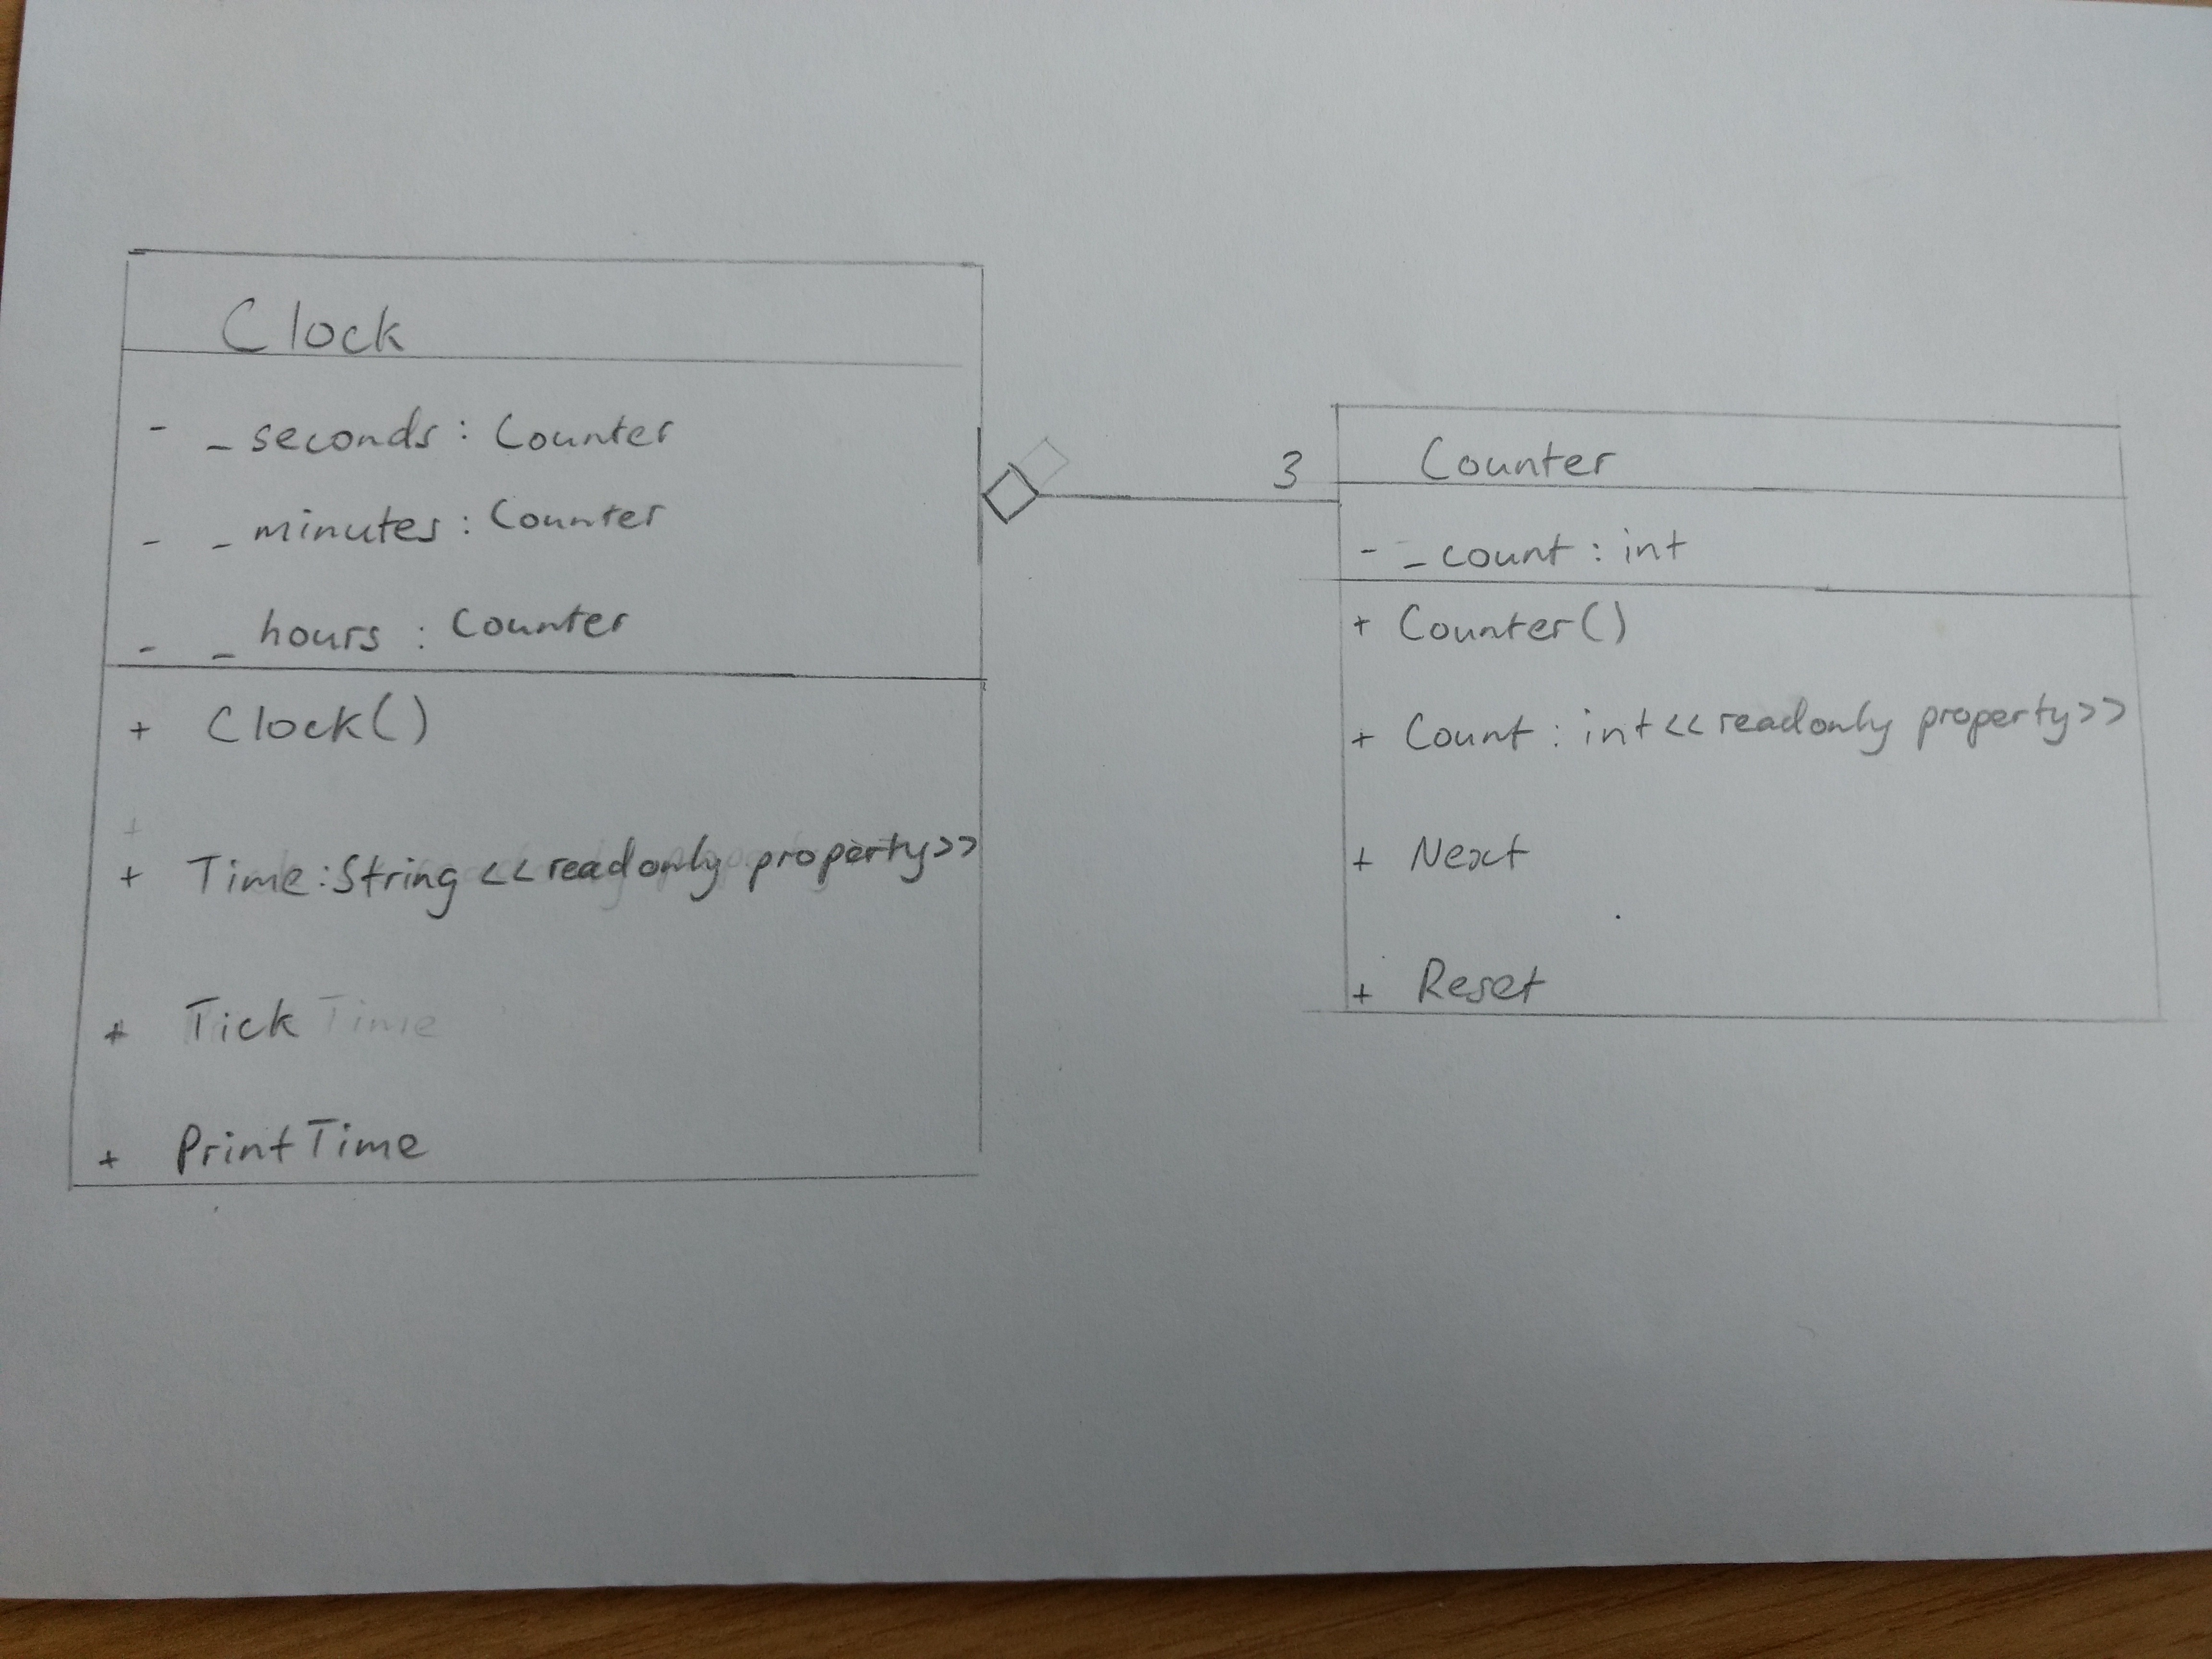 Clock
- _seconds : Counter
- _minutes : Counter
- _hours : Counter
+ Clock()
+
+ Time:String <<readonly property>>
+ Tick Time
+ PrintTime
3
Counter
- _count : int
+ Counter()
+ Count : int <<readonly property>>
+ Next
+ Reset